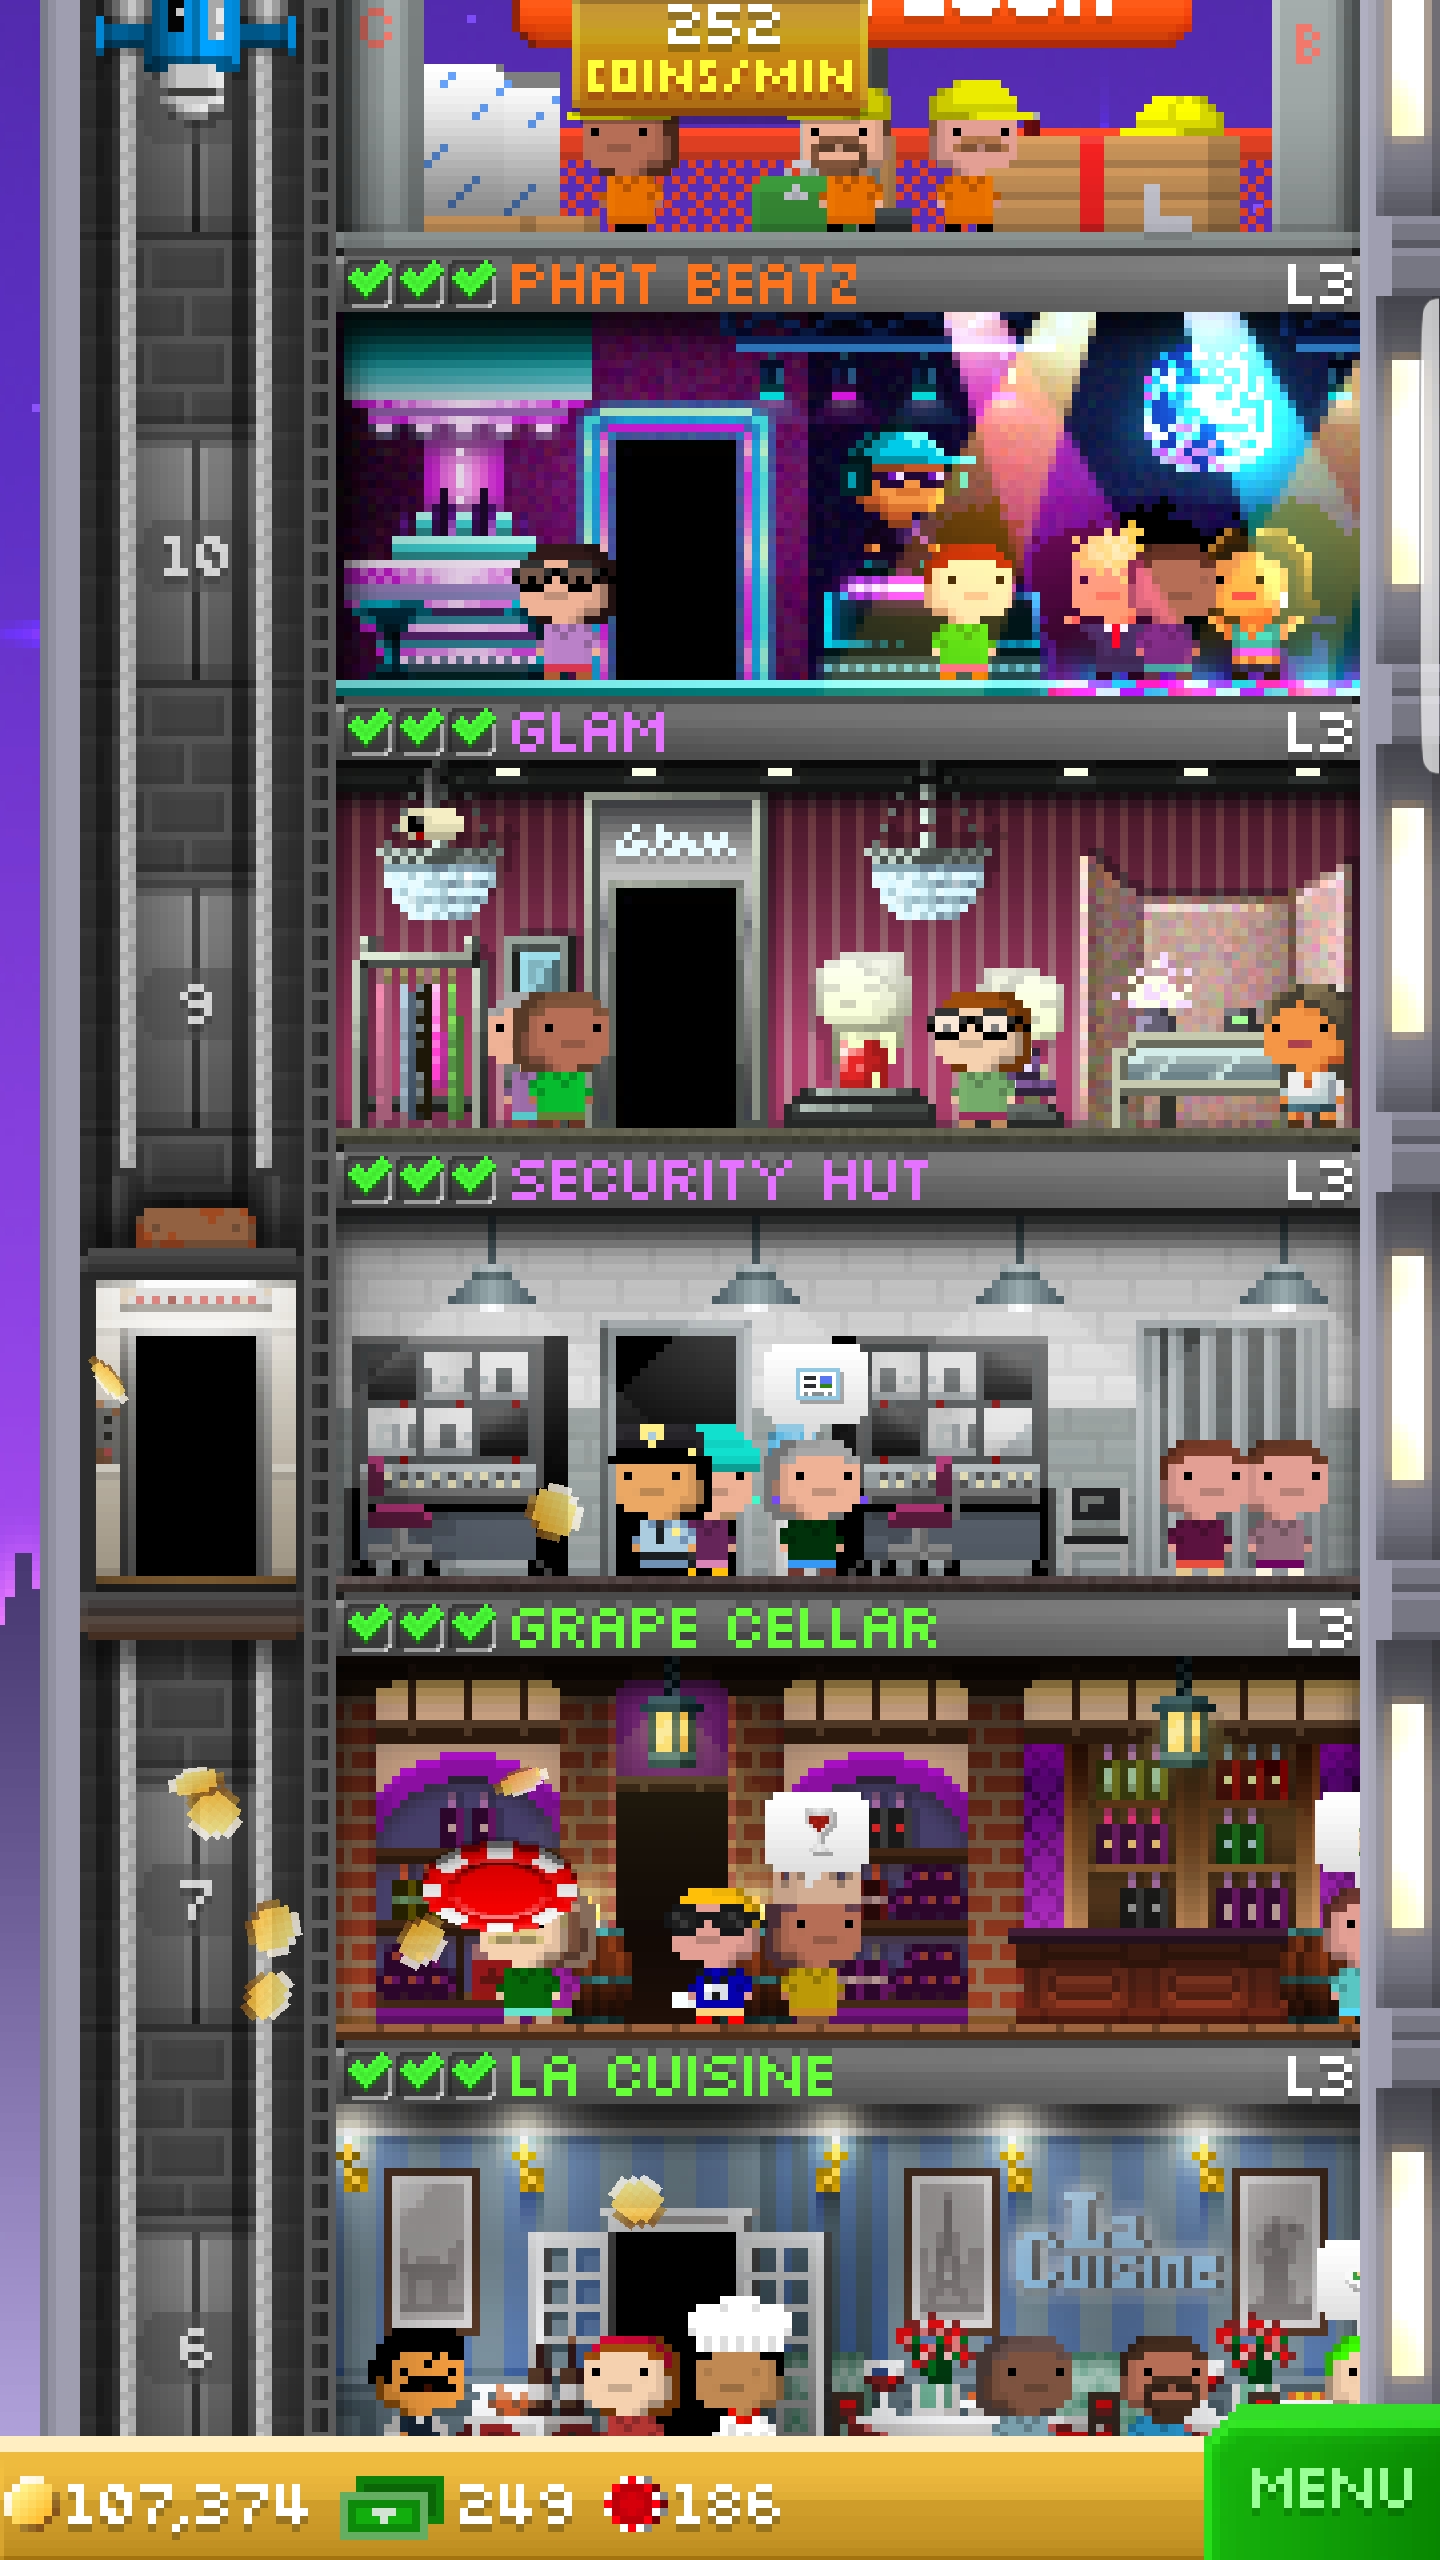 C
B
252
COINS/MIN
PHAT BEATZ L3
10
GLAM L3
Glam
9
SECURITY HUT L3
GRAPE CELLAR L3
7
LA CUISINE L3
La
Cuisine
6
107,374 249 186
MENU